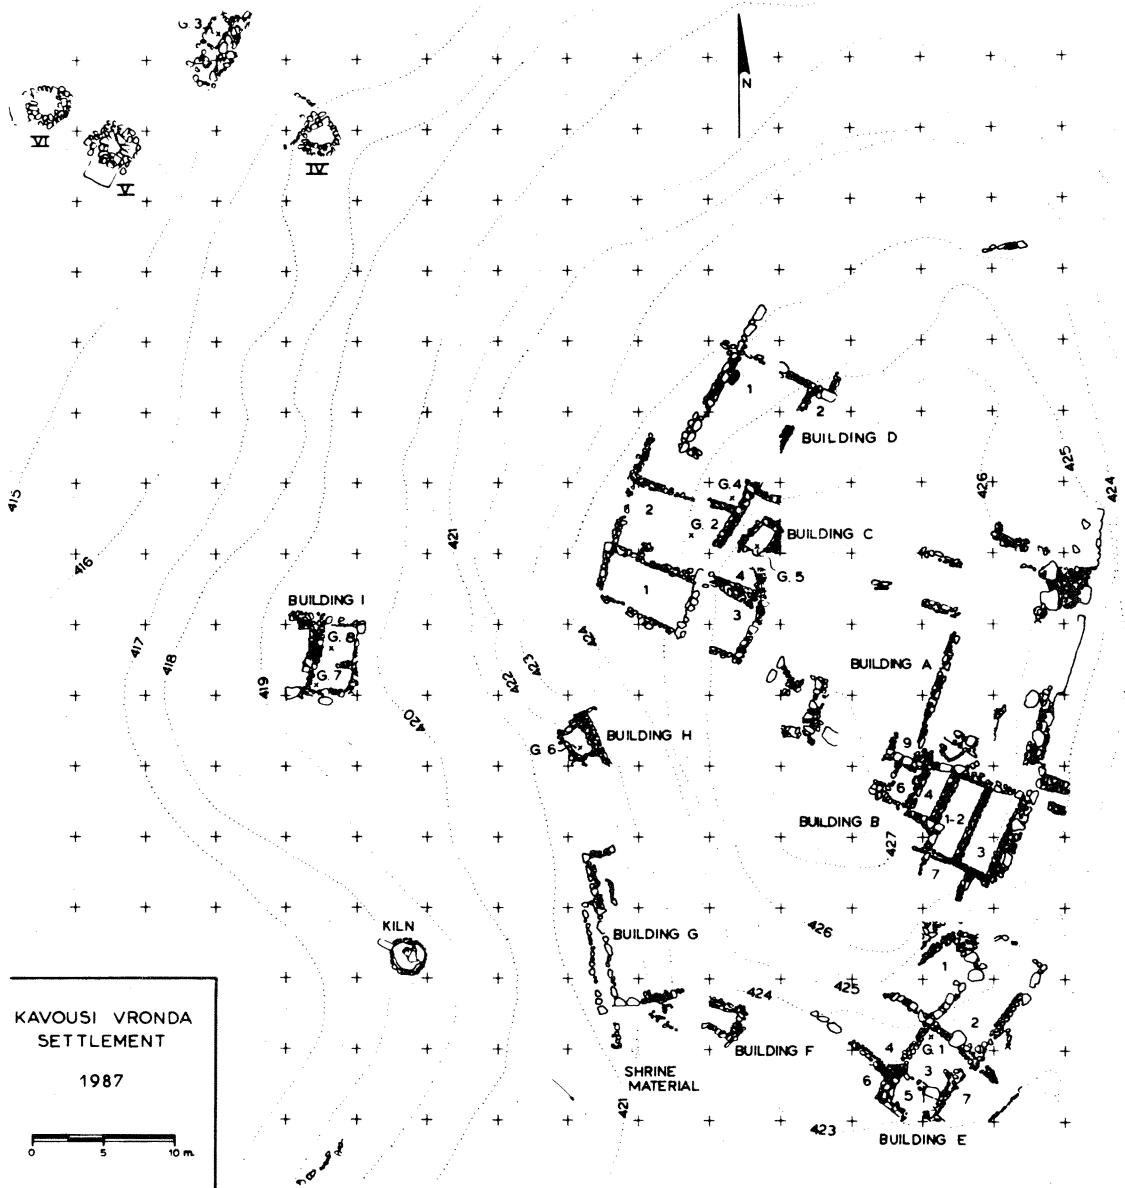 G.3
N
VI
V
IV
1
2
BUILDING D
425
426
424
415
G.4
2
G. 2
BUILDING C
421
416
4
G.5
1
3
BUILDING I
G. 8
G.7
417
418
419
424
423
422
420
BUILDING A
BUILDING H
G 6
9
6
4
BUILDING B
1-2
427
3
7
KILN
BUILDING G
426
1
425
424
2
KAVOUSI VRONDA
SETTLEMENT
1987
0 5 10 m.
BUILDING F
4
G. 1
3
6
5
7
SHRINE
MATERIAL
421
423
BUILDING E